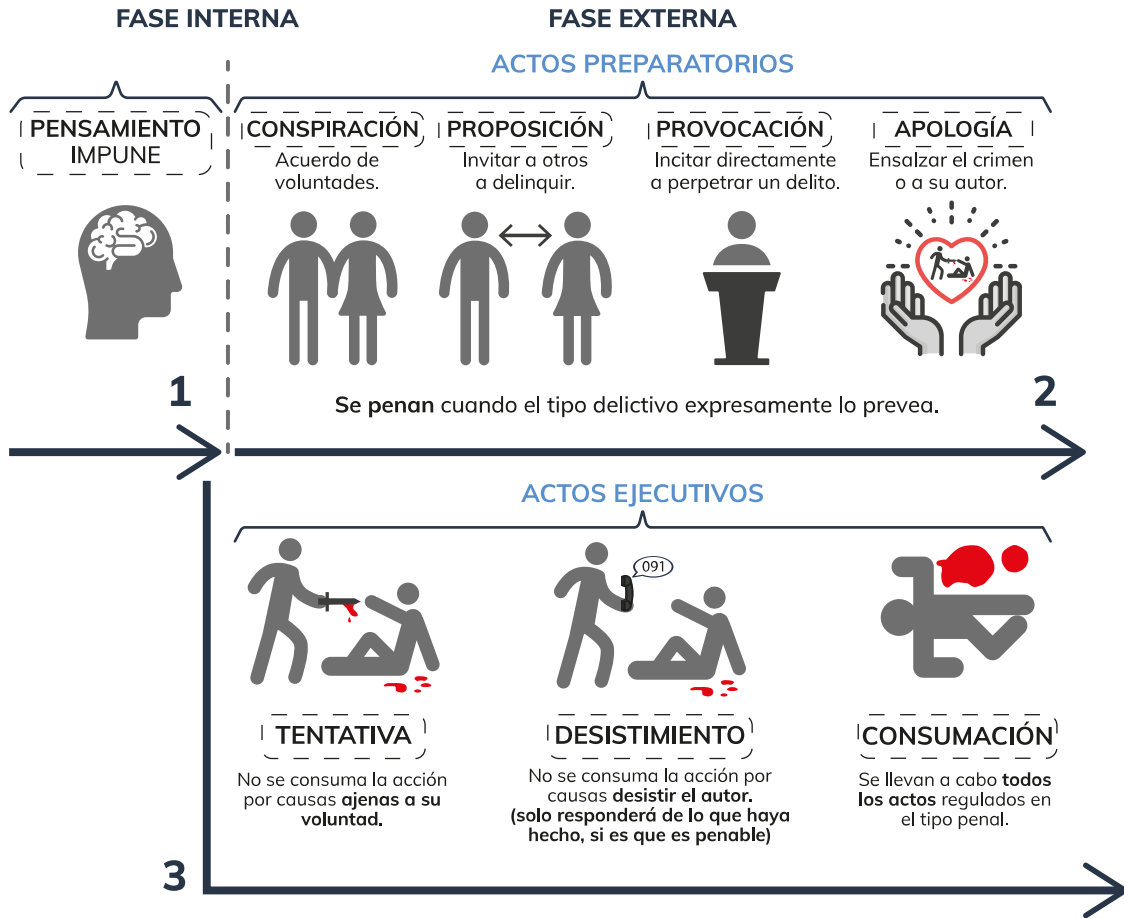 FASE INTERNA
FASE EXTERNA
ACTOS PREPARATORIOS
PENSAMIENTO
IMPUNE
CONSPIRACIÓN
Acuerdo de
voluntades.
PROPOSICIÓN
Invitar a otros
a delinquir.
PROVOCACIÓN
Incitar directamente
a perpetrar un delito.
APOLOGÍA
Ensalzar el crimen
o a su autor.
1
Se penan cuando el tipo delictivo expresamente lo prevea.
2
ACTOS EJECUTIVOS
091
TENTATIVA
No se consuma la acción
por causas ajenas a su
voluntad.
DESISTIMIENTO
No se consuma la acción por
causas desistir el autor.
(solo responderá de lo que haya
hecho, si es que es penable)
CONSUMACIÓN
Se llevan a cabo todos
los actos regulados en
el tipo penal.
3